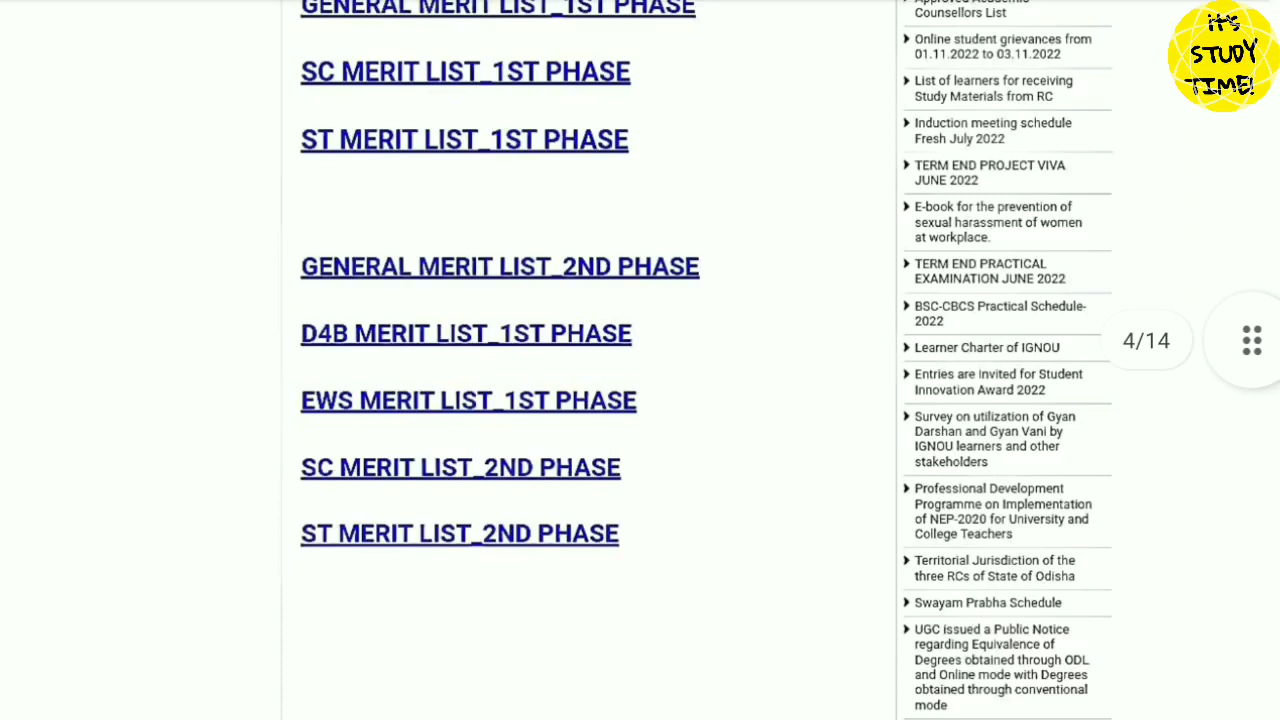 GENERAL MERIT LIST_1ST PHASE
SC MERIT LIST_1ST PHASE
ST MERIT LIST_1ST PHASE
GENERAL MERIT LIST_2ND PHASE
D4B MERIT LIST_1ST PHASE
EWS MERIT LIST_1ST PHASE
SC MERIT LIST_2ND PHASE
ST MERIT LIST_2ND PHASE
Approved Academic
Counsellors List
Online student grievances from
01.11.2022 to 03.11.2022
List of learners for receiving
Study Materials from RC
Induction meeting schedule
Fresh July 2022
TERM END PROJECT VIVA
JUNE 2022
E-book for the prevention of
sexual harassment of women
at workplace.
TERM END PRACTICAL
EXAMINATION JUNE 2022
BSC-CBCS Practical Schedule-
2022
Learner Charter of IGNOU
Entries are invited for Student
Innovation Award 2022
Survey on utilization of Gyan
Darshan and Gyan Vani by
IGNOU learners and other
stakeholders
Professional Development
Programme on Implementation
of NEP-2020 for University and
College Teachers
Territorial Jurisdiction of the
three RCs of State of Odisha
Swayam Prabha Schedule
UGC issued a Public Notice
regarding Equivalence of
Degrees obtained through ODL
and Online mode with Degrees
obtained through conventional
mode
4/14
it's
STUDY
TIME!